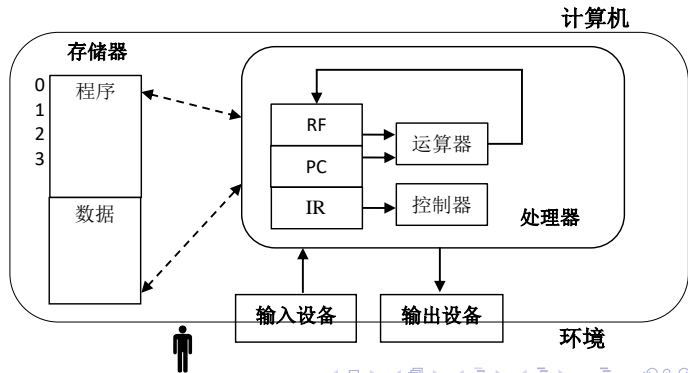 计算机
存储器
0
1
2
3
程序
数据
RF
PC
IR
运算器
控制器
处理器
输入设备
输出设备
环境